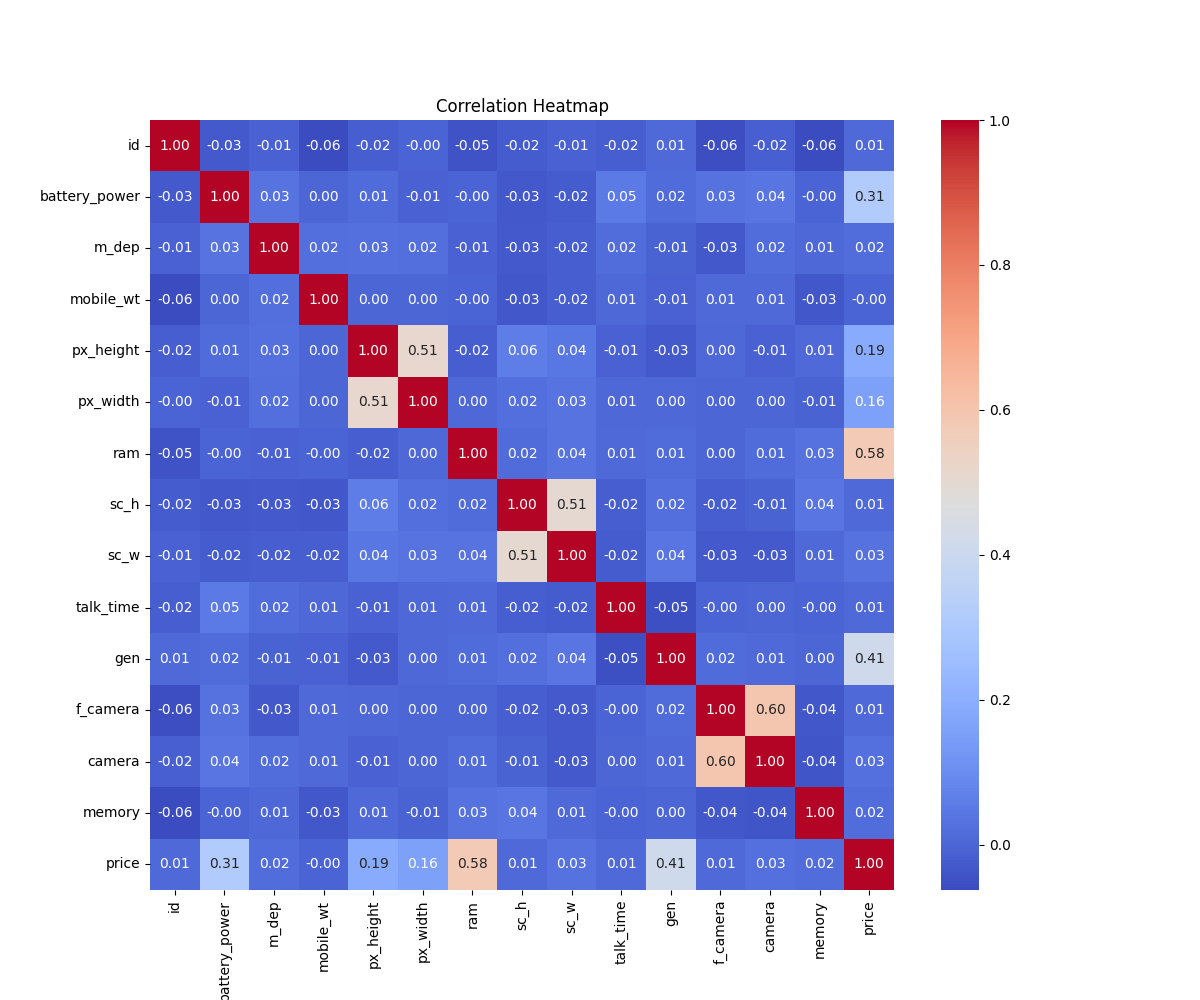 Correlation Heatmap
id 1.00 -0.03 -0.01 -0.06 -0.02 -0.00 -0.05 -0.02 -0.01 -0.02 0.01 -0.06 -0.02 -0.06 0.01
battery_power -0.03 1.00 0.03 0.00 0.01 -0.01 -0.00 -0.03 -0.02 0.05 0.02 0.03 0.04 -0.00 0.31
m_dep -0.01 0.03 1.00 0.02 0.03 0.02 -0.01 -0.03 -0.02 0.02 -0.01 -0.03 0.02 0.01 0.02
mobile_wt -0.06 0.00 0.02 1.00 0.00 0.00 -0.00 -0.03 -0.02 0.01 -0.01 0.01 0.01 -0.03 -0.00
px_height -0.02 0.01 0.03 0.00 1.00 0.51 -0.02 0.06 0.04 -0.01 -0.03 0.00 -0.01 0.01 0.19
px_width -0.00 -0.01 0.02 0.00 0.51 1.00 0.00 0.02 0.03 0.01 0.00 0.00 0.00 -0.01 0.16
ram -0.05 -0.00 -0.01 -0.00 -0.02 0.00 1.00 0.02 0.04 0.01 0.01 0.00 0.01 0.03 0.58
sc_h -0.02 -0.03 -0.03 -0.03 0.06 0.02 0.02 1.00 0.51 -0.02 0.02 -0.02 -0.01 0.04 0.01
sc_w -0.01 -0.02 -0.02 -0.02 0.04 0.03 0.04 0.51 1.00 -0.02 0.04 -0.03 -0.03 0.01 0.03
talk_time -0.02 0.05 0.02 0.01 -0.01 0.01 0.01 -0.02 -0.02 1.00 -0.05 -0.00 0.00 -0.00 0.01
gen 0.01 0.02 -0.01 -0.01 -0.03 0.00 0.01 0.02 0.04 -0.05 1.00 0.02 0.01 0.00 0.41
f_camera -0.06 0.03 -0.03 0.01 0.00 0.00 0.00 -0.02 -0.03 -0.00 0.02 1.00 0.60 -0.04 0.01
camera -0.02 0.04 0.02 0.01 -0.01 0.00 0.01 -0.01 -0.03 0.00 0.01 0.60 1.00 -0.04 0.03
memory -0.06 -0.00 0.01 -0.03 0.01 -0.01 0.03 0.04 0.01 -0.00 0.00 -0.04 -0.04 1.00 0.02
price 0.01 0.31 0.02 -0.00 0.19 0.16 0.58 0.01 0.03 0.01 0.41 0.01 0.03 0.02 1.00
id battery_power m_dep mobile_wt px_height px_width ram sc_h sc_w talk_time gen f_camera camera memory price
1.0
0.8
0.6
0.4
0.2
0.0